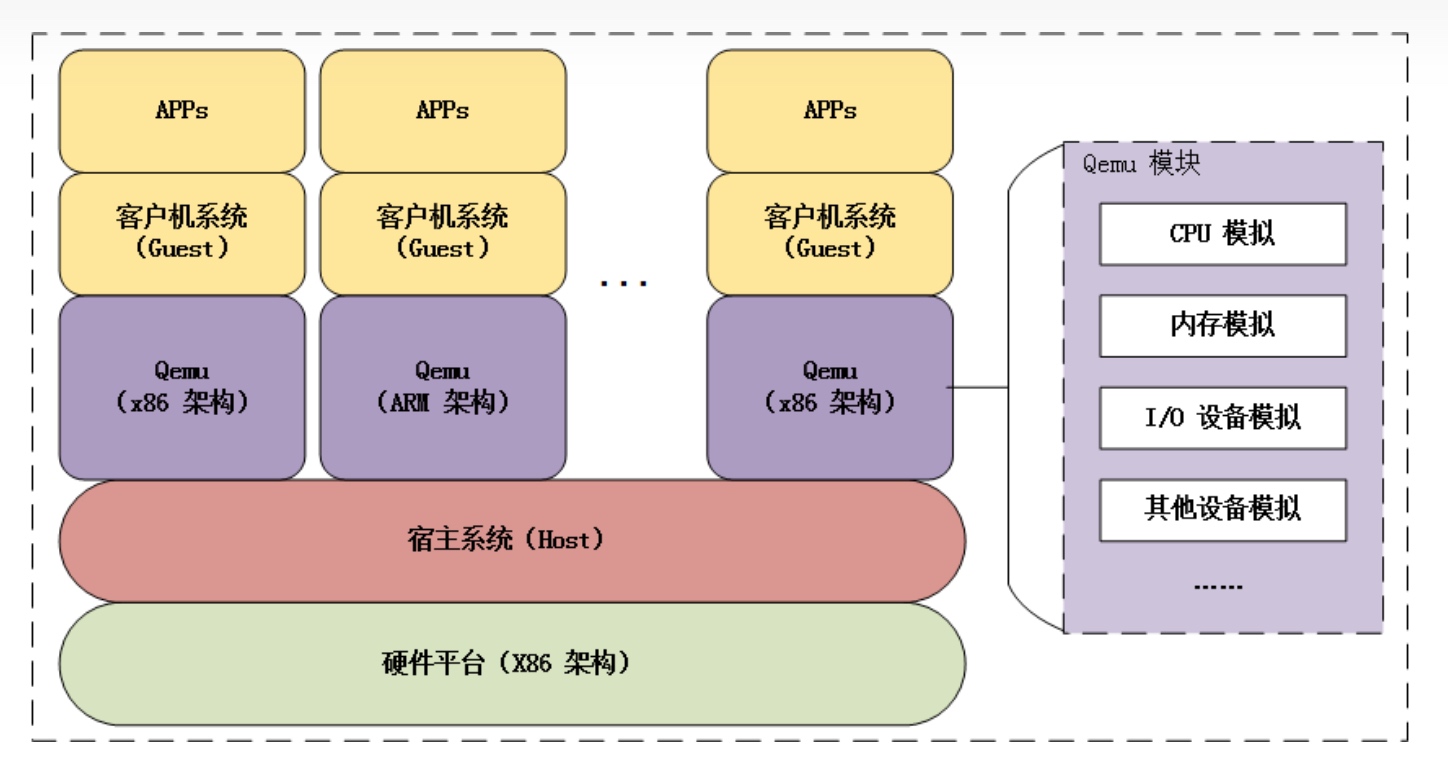 APPs
APPs
APPs
客户机系统
（Guest）
客户机系统
（Guest）
...
客户机系统
（Guest）
Qemu
（x86 架构）
Qemu
（ARM 架构）
Qemu
（x86 架构）
宿主系统（Host）
硬件平台（X86 架构）
Qemu 模块
CPU 模拟
内存模拟
I/O 设备模拟
其他设备模拟
……